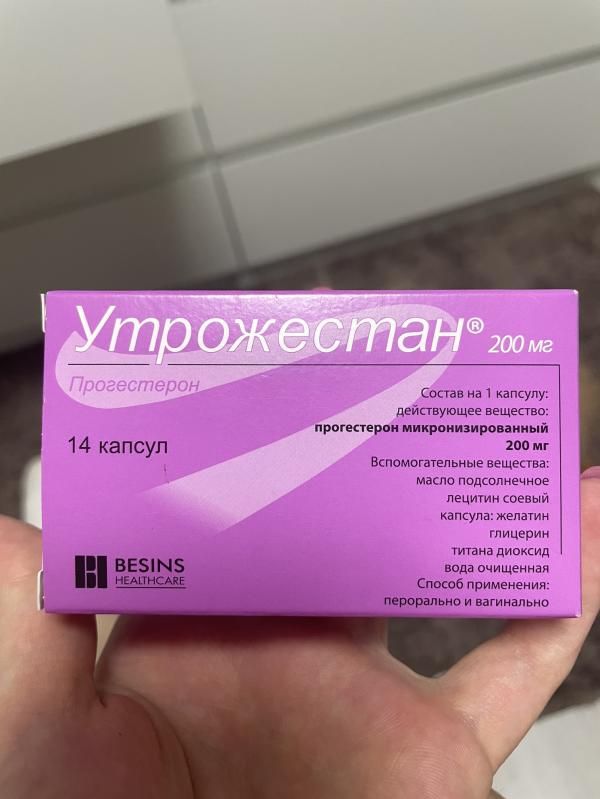 Утрожестан® 200 мг
Прогестерон
14 капсул
Состав на 1 капсулу:
действующее вещество:
прогестерон микронизированный
200 мг
Вспомогательные вещества:
масло подсолнечное
лецитин соевый
капсула: желатин
глицерин
титана диоксид
вода очищенная
Способ применения:
перорально и вагинально
BESINS
HEALTHCARE